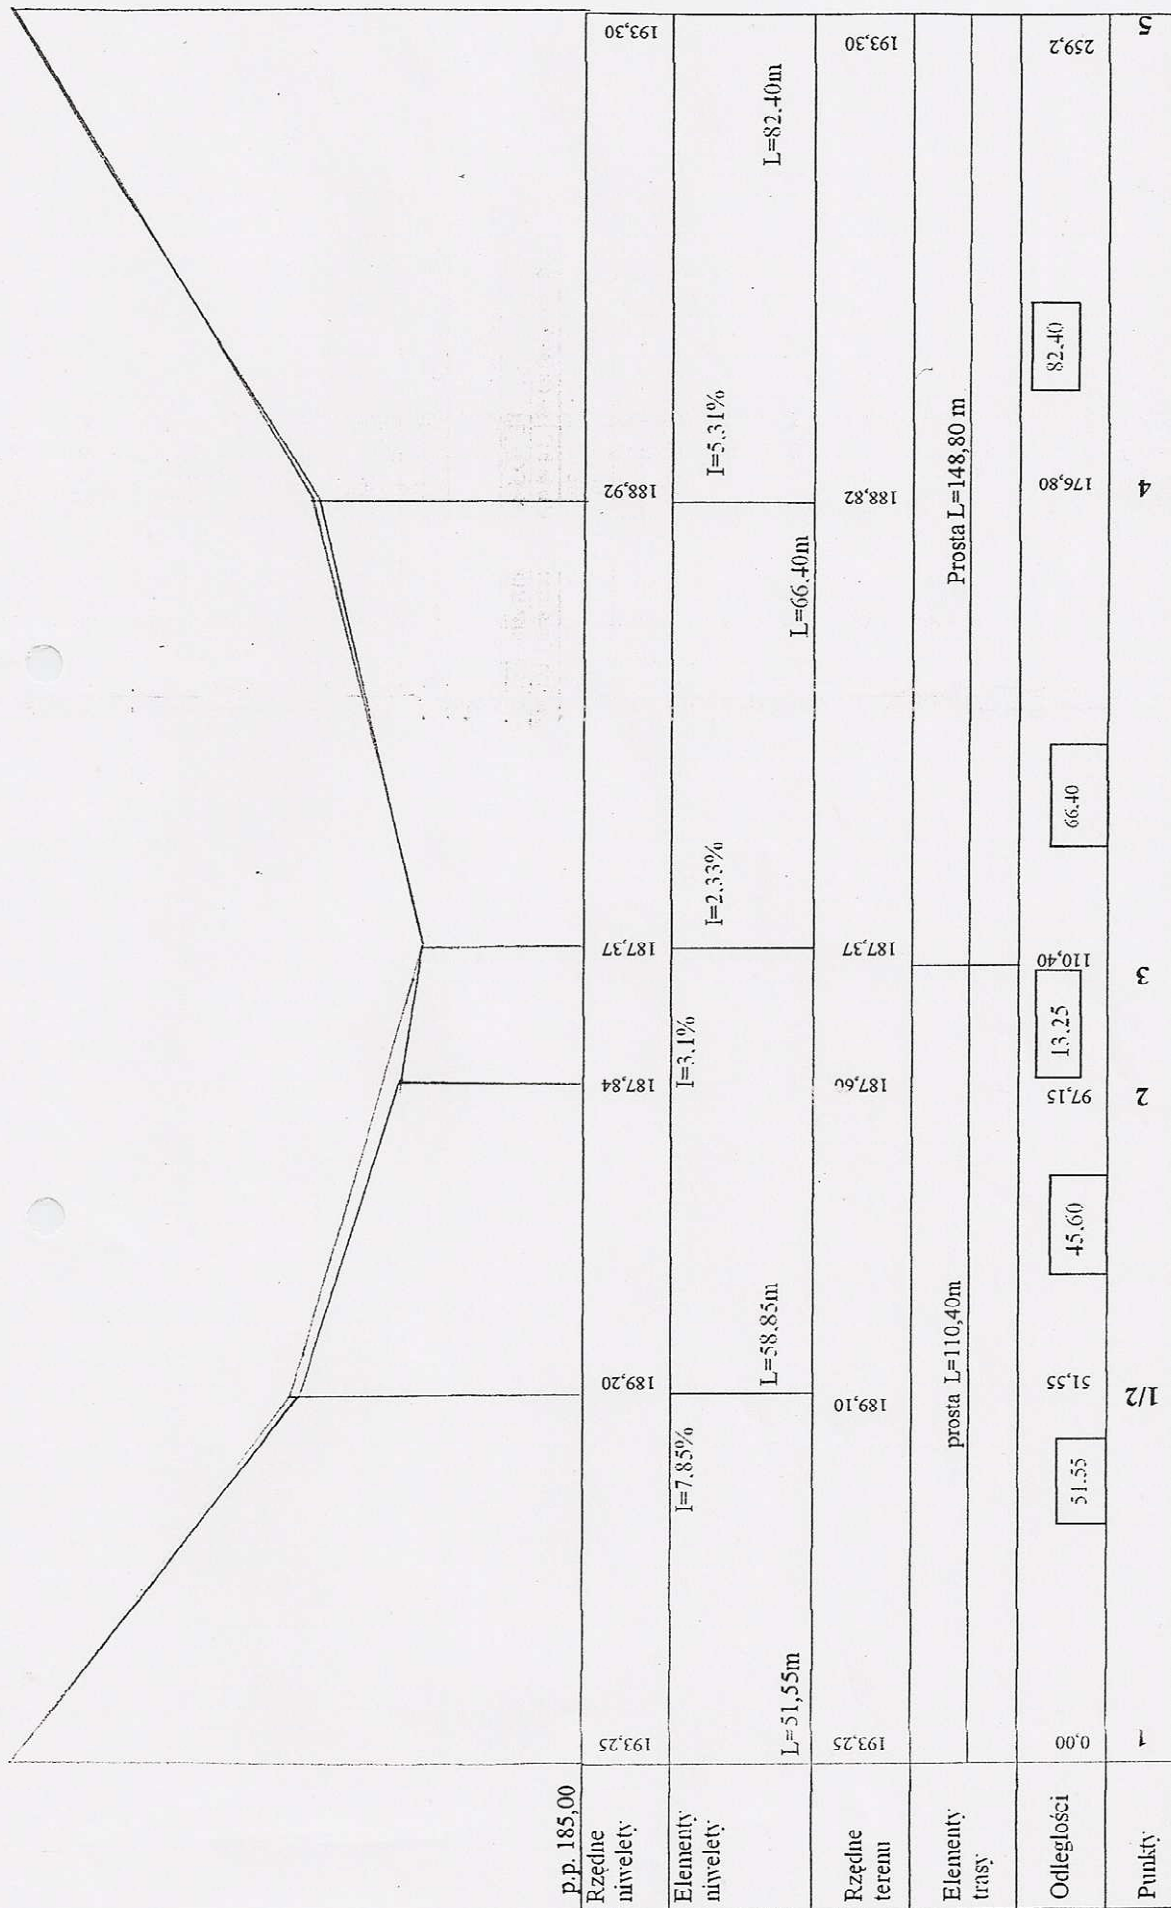 p.p. 185,00
Rzędne
niwelety
193,25
189,20
187,84
187,37
188,92
193,30
Elementy
niwelety
L=51,55m
I=7.85%
L=58.85m
I=3.1%
I=2.33%
L=66.40m
I=5.31%
L=82.40m
Rzędne
terenu
193,25
189,10
187,60
187,37
188,82
193,30
Elementy
trasy
prosta L=110,40m
Prosta L=148,80 m
Odległości
0,00
51.55
51,55
45.60
97,15
13.25
110,40
66.40
176,80
82.40
259,2
Punkty
1
1/2
2
3
4
5